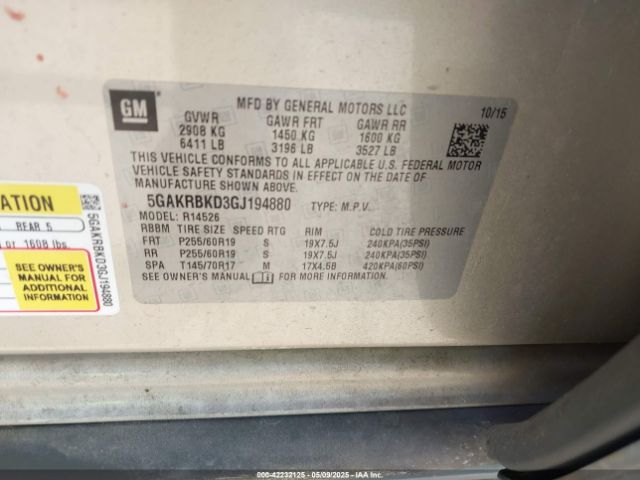 GM
MFD BY GENERAL MOTORS LLC
10/15
GVWR GAWR FRT GAWR RR
2908 KG 1450 KG 1600 KG
6411 LB 3196 LB 3527 LB
THIS VEHICLE CONFORMS TO ALL APPLICABLE U.S. FEDERAL MOTOR
VEHICLE SAFETY STANDARDS IN EFFECT ON THE DATE OF
MANUFACTURE SHOWN ABOVE.
5GAKRBKD3GJ194880 TYPE: M.P.V.
MODEL: R14526
RBBM TIRE SIZE SPEED RTG RIM COLD TIRE PRESSURE
FRT P255/60R19 S 19X7.5J 240KPA(35PSI)
RR P255/60R19 S 19X7.5J 240KPA(35PSI)
SPA T145/70R17 M 17X4.5B 420KPA(60PSI)
SEE OWNER'S MANUAL FOR MORE INFORMATION.
ATION
REAR 5
or 1608 lbs
SEE OWNER'S
MANUAL FOR
ADDITIONAL
INFORMATION
5GAKRBKD3GJ194880
000-42232125 - 05/09/2025 - IAA Inc.